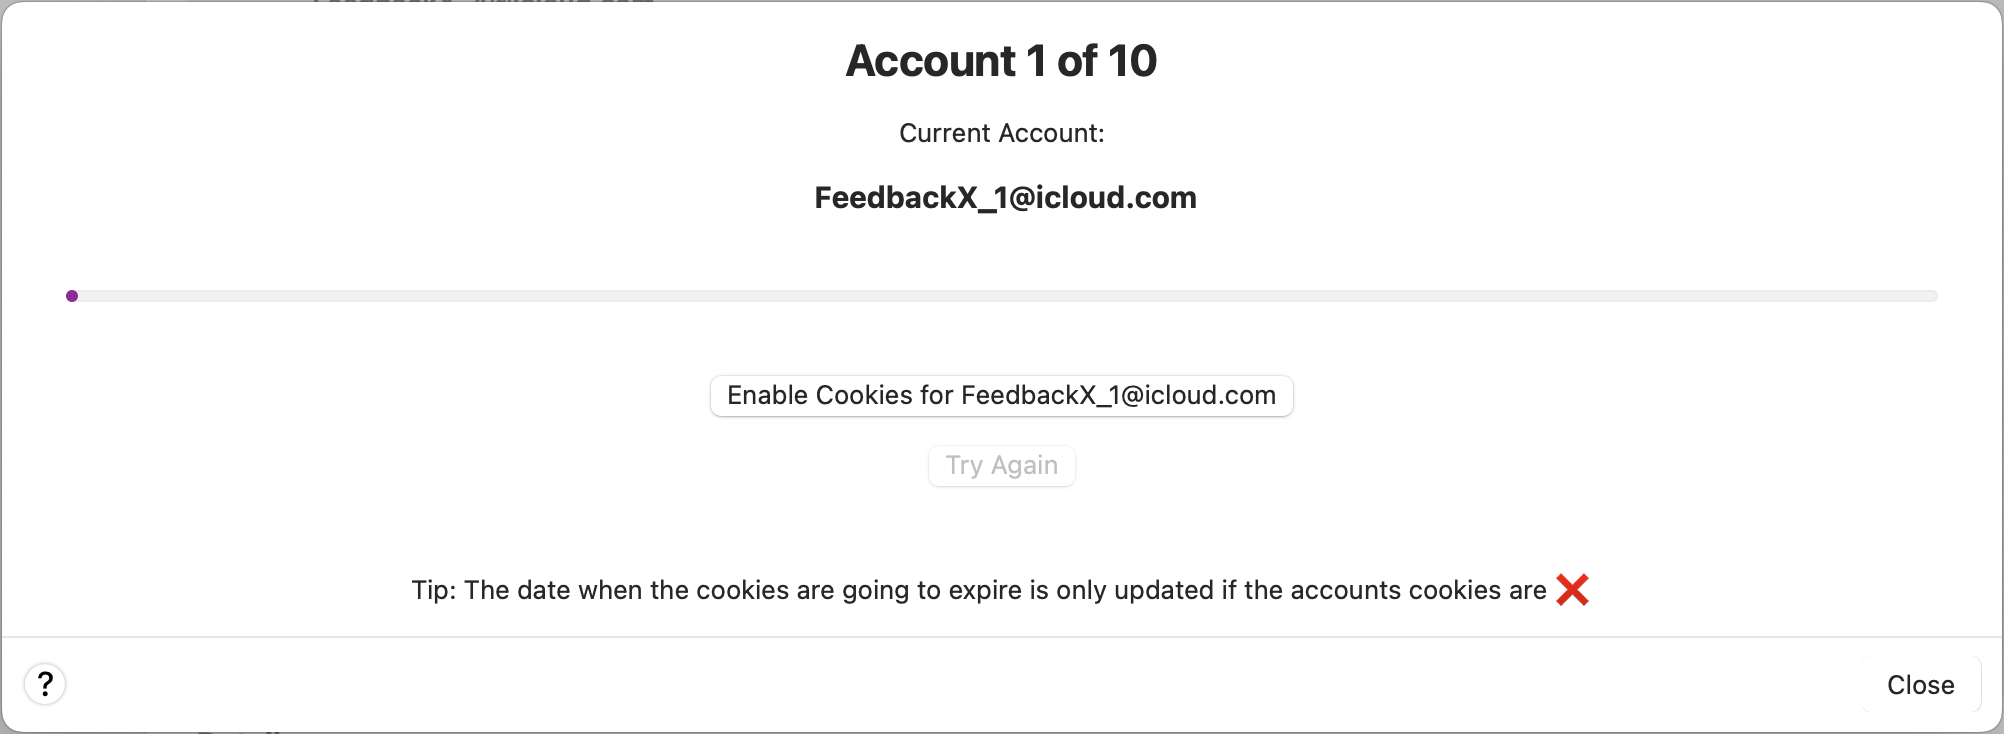 Account 1 of 10
Current Account:
FeedbackX_1@icloud.com
Enable Cookies for FeedbackX_1@icloud.com
Try Again
Tip: The date when the cookies are going to expire is only updated if the accounts cookies are ❌
?
Close